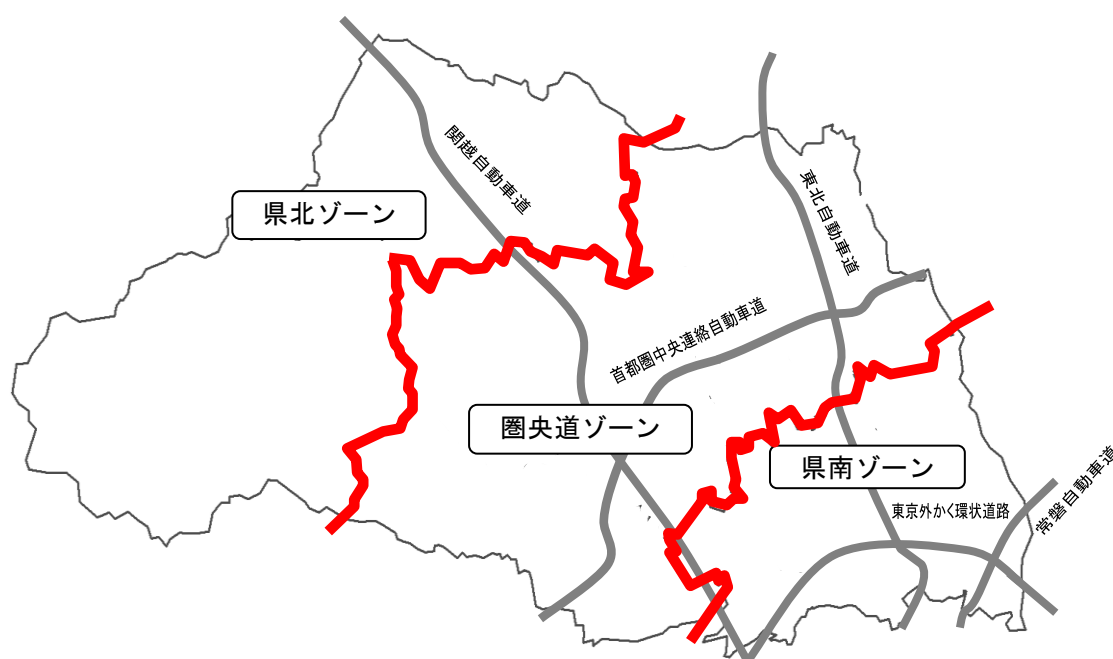 関越自動車道
東北自動車道
県北ゾーン
首都圏中央連絡自動車道
圏央道ゾーン
県南ゾーン
東京外かく環状道路
常磐自動車道